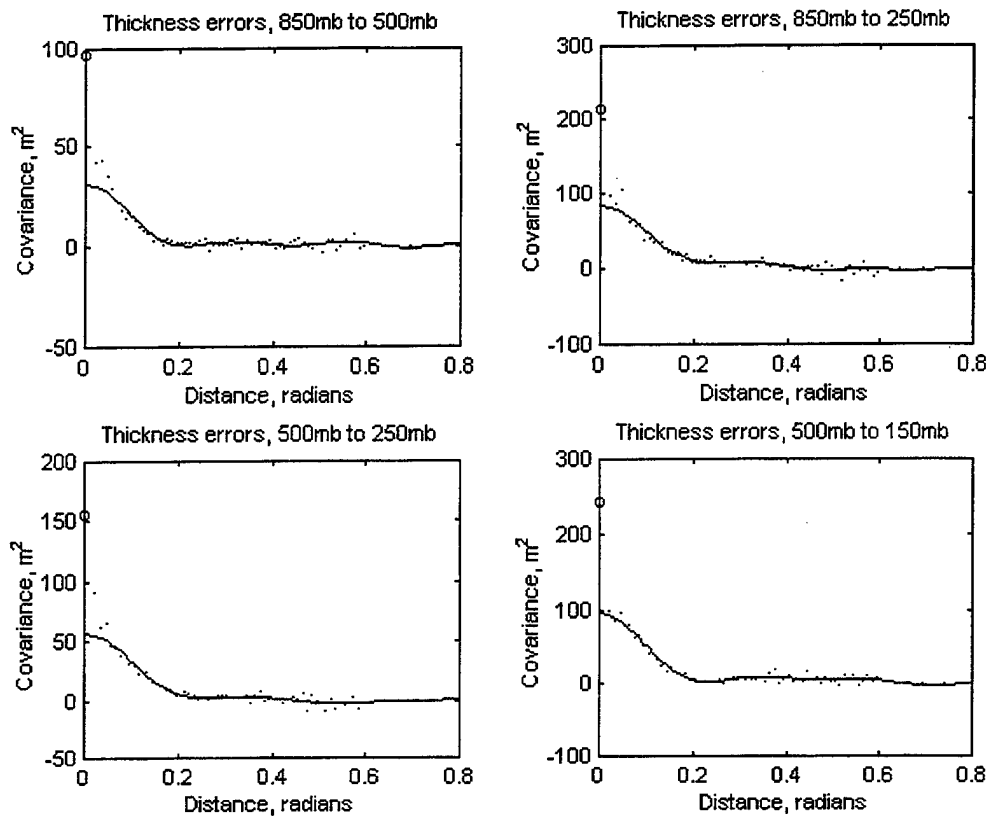 Thickness errors, 850mb to 500mb
100
50
0
-50
Covariance, m²
0 0.2 0.4 0.6 0.8
Distance, radians
Thickness errors, 850mb to 250mb
300
200
100
0
-100
Covariance, m²
0 0.2 0.4 0.6 0.8
Distance, radians
Thickness errors, 500mb to 250mb
200
150
100
50
0
-50
Covariance, m²
0 0.2 0.4 0.6 0.8
Distance, radians
Thickness errors, 500mb to 150mb
300
200
100
0
-100
Covariance, m²
0 0.2 0.4 0.6 0.8
Distance, radians